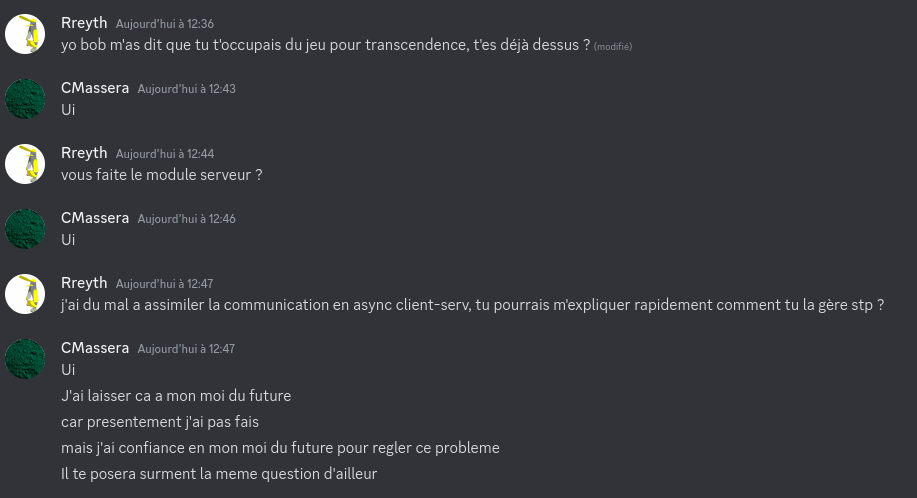 Rreyth Aujourd'hui à 12:36
yo bob m'as dit que tu t'occupais du jeu pour transcendence, t'es déjà dessus ? (modifié)
CMassera Aujourd'hui à 12:43
Ui
Rreyth Aujourd'hui à 12:44
vous faite le module serveur ?
CMassera Aujourd'hui à 12:46
Ui
Rreyth Aujourd'hui à 12:47
j'ai du mal a assimiler la communication en async client-serv, tu pourrais m'expliquer rapidement comment tu la gère stp ?
CMassera Aujourd'hui à 12:47
Ui
J'ai laisser ca a mon moi du future
car presentement j'ai pas fais
mais j'ai confiance en mon moi du future pour regler ce probleme
Il te posera surment la meme question d'ailleur